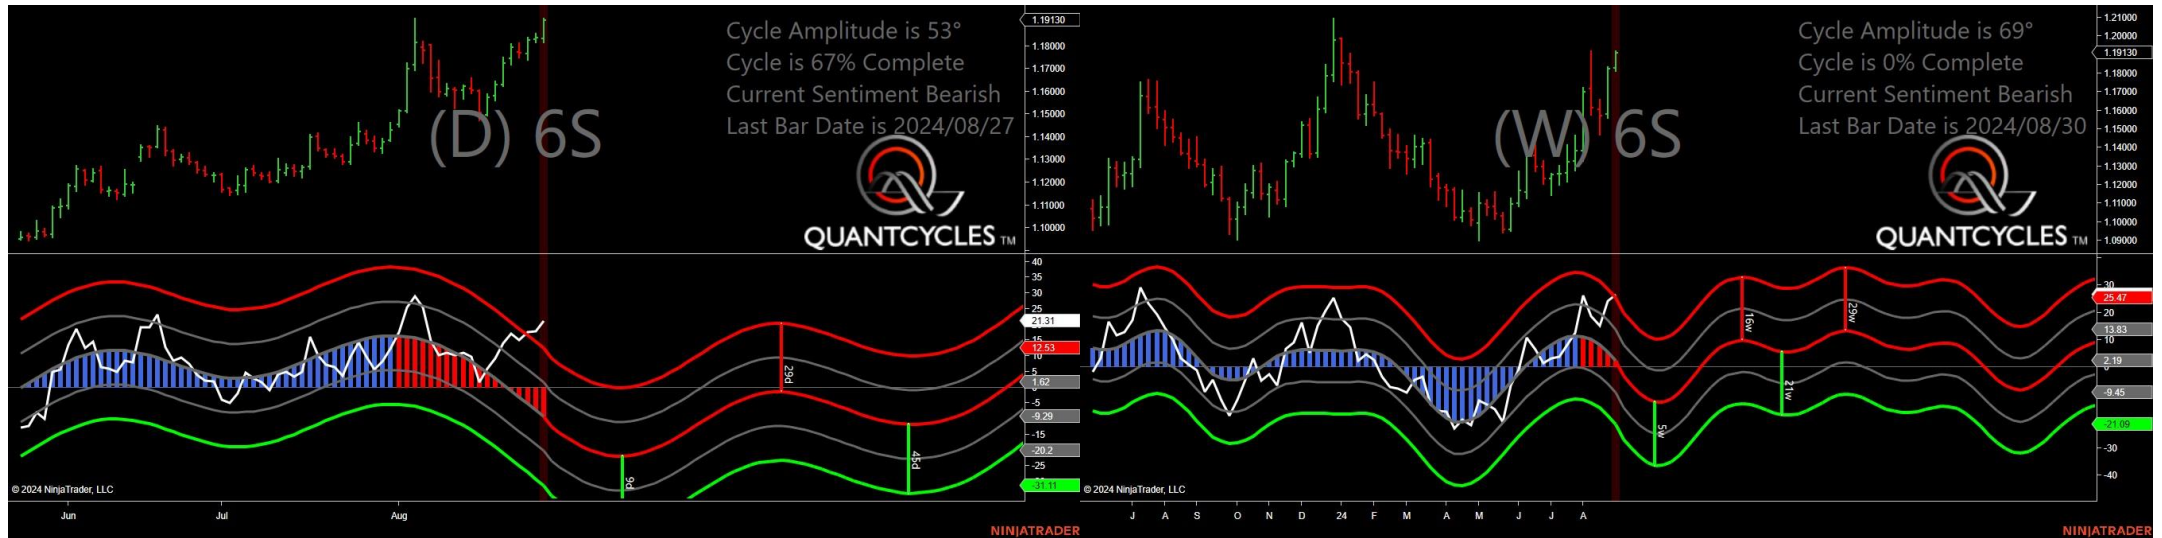 Cycle Amplitude is 53°
Cycle is 67% Complete
Current Sentiment Bearish
Last Bar Date is 2024/08/27
(D) 6S
QUANTCYCLES TM
1.19130
1.18000
1.17000
1.16000
1.15000
1.14000
1.13000
1.12000
1.11000
1.10000
40
35
30
25
21.31
15
12.53
10
5
1.62
-5
-9.29
-15
-20.2
-25
-31.11
29d
45d
9d
© 2024 NinjaTrader, LLC
Jun
Jul
Aug
NINJATRADER
Cycle Amplitude is 69°
Cycle is 0% Complete
Current Sentiment Bearish
Last Bar Date is 2024/08/30
(W) 6S
QUANTCYCLES TM
1.21000
1.20000
1.19130
1.18000
1.17000
1.16000
1.15000
1.14000
1.13000
1.12000
1.11000
1.10000
1.09000
30
25.47
20
13.83
10
2.19
-9.45
-21.09
-30
-40
16w
29w
21w
5w
© 2024 NinjaTrader, LLC
J A S O N D 24 F M A M J J A
NINJATRADER